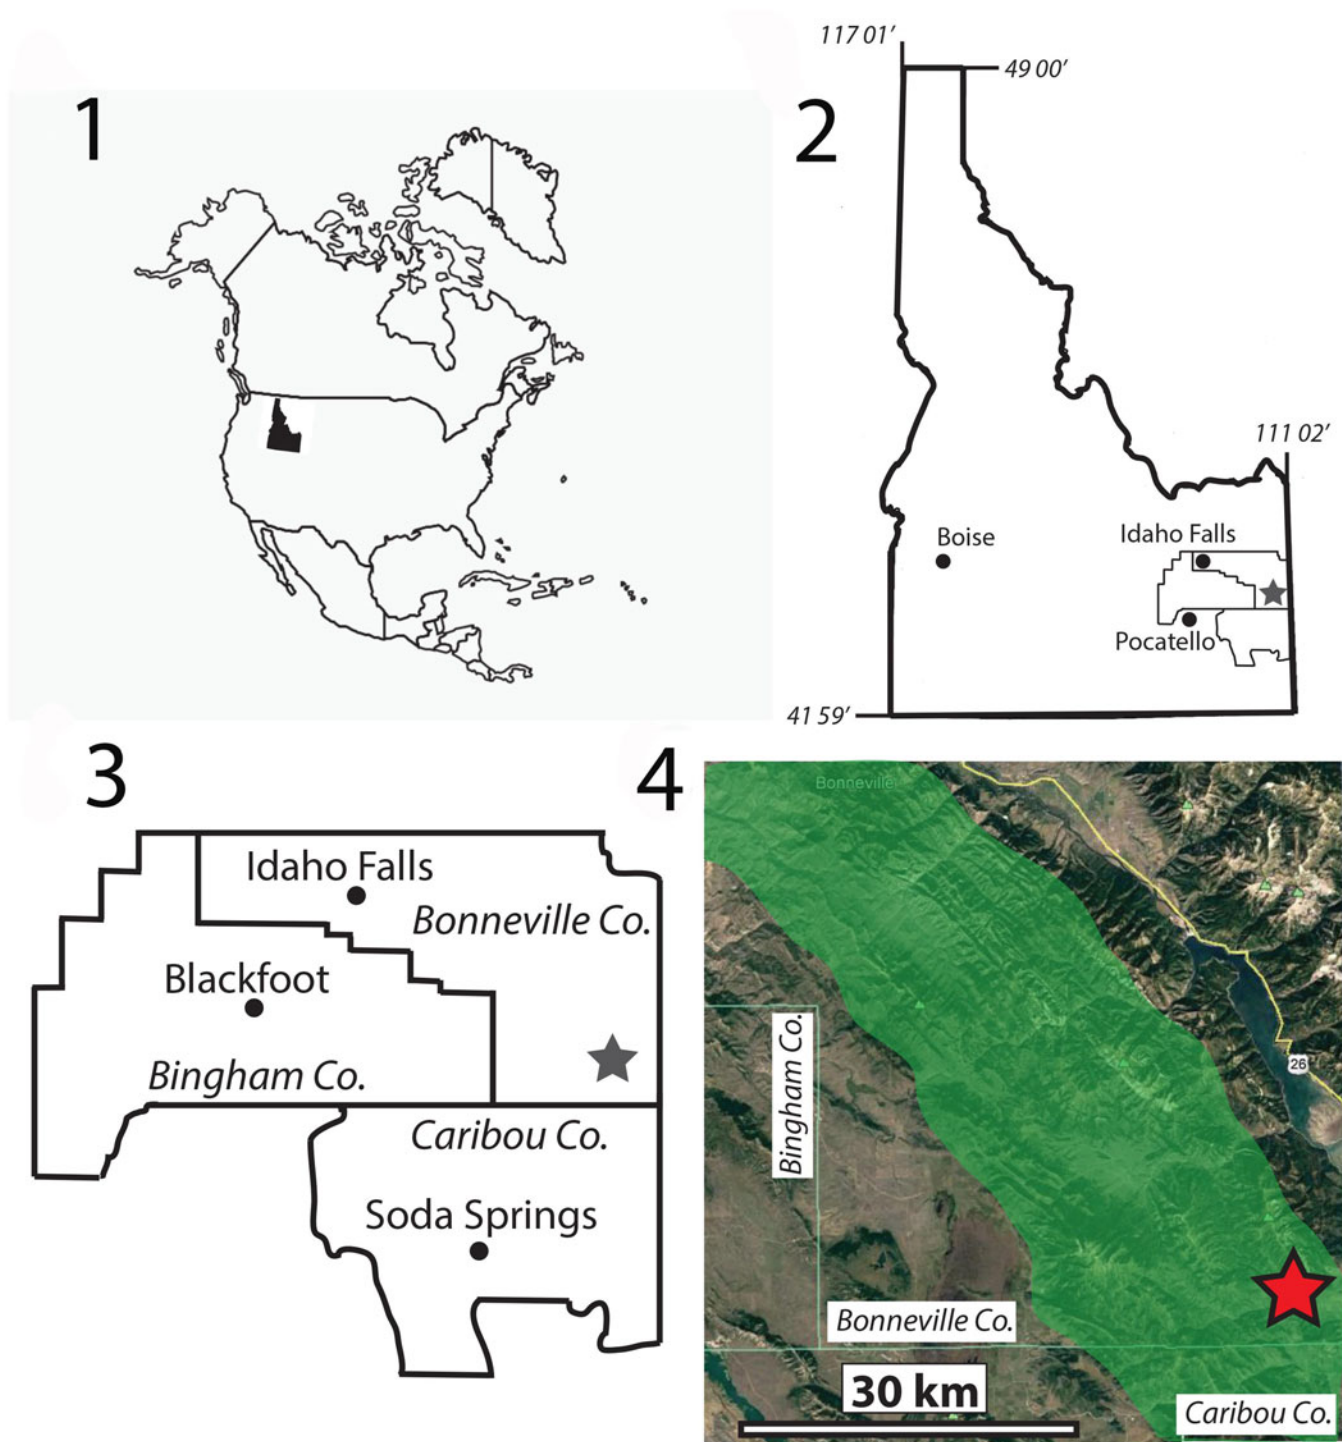 1
2
117 01′
49 00′
111 02′
Boise
Idaho Falls
Pocatello
41 59′
3
Idaho Falls
Bonneville Co.
Blackfoot
Bingham Co.
Caribou Co.
Soda Springs
4
Bonneville
Bingham Co.
26
Bonneville Co.
30 km
Caribou Co.